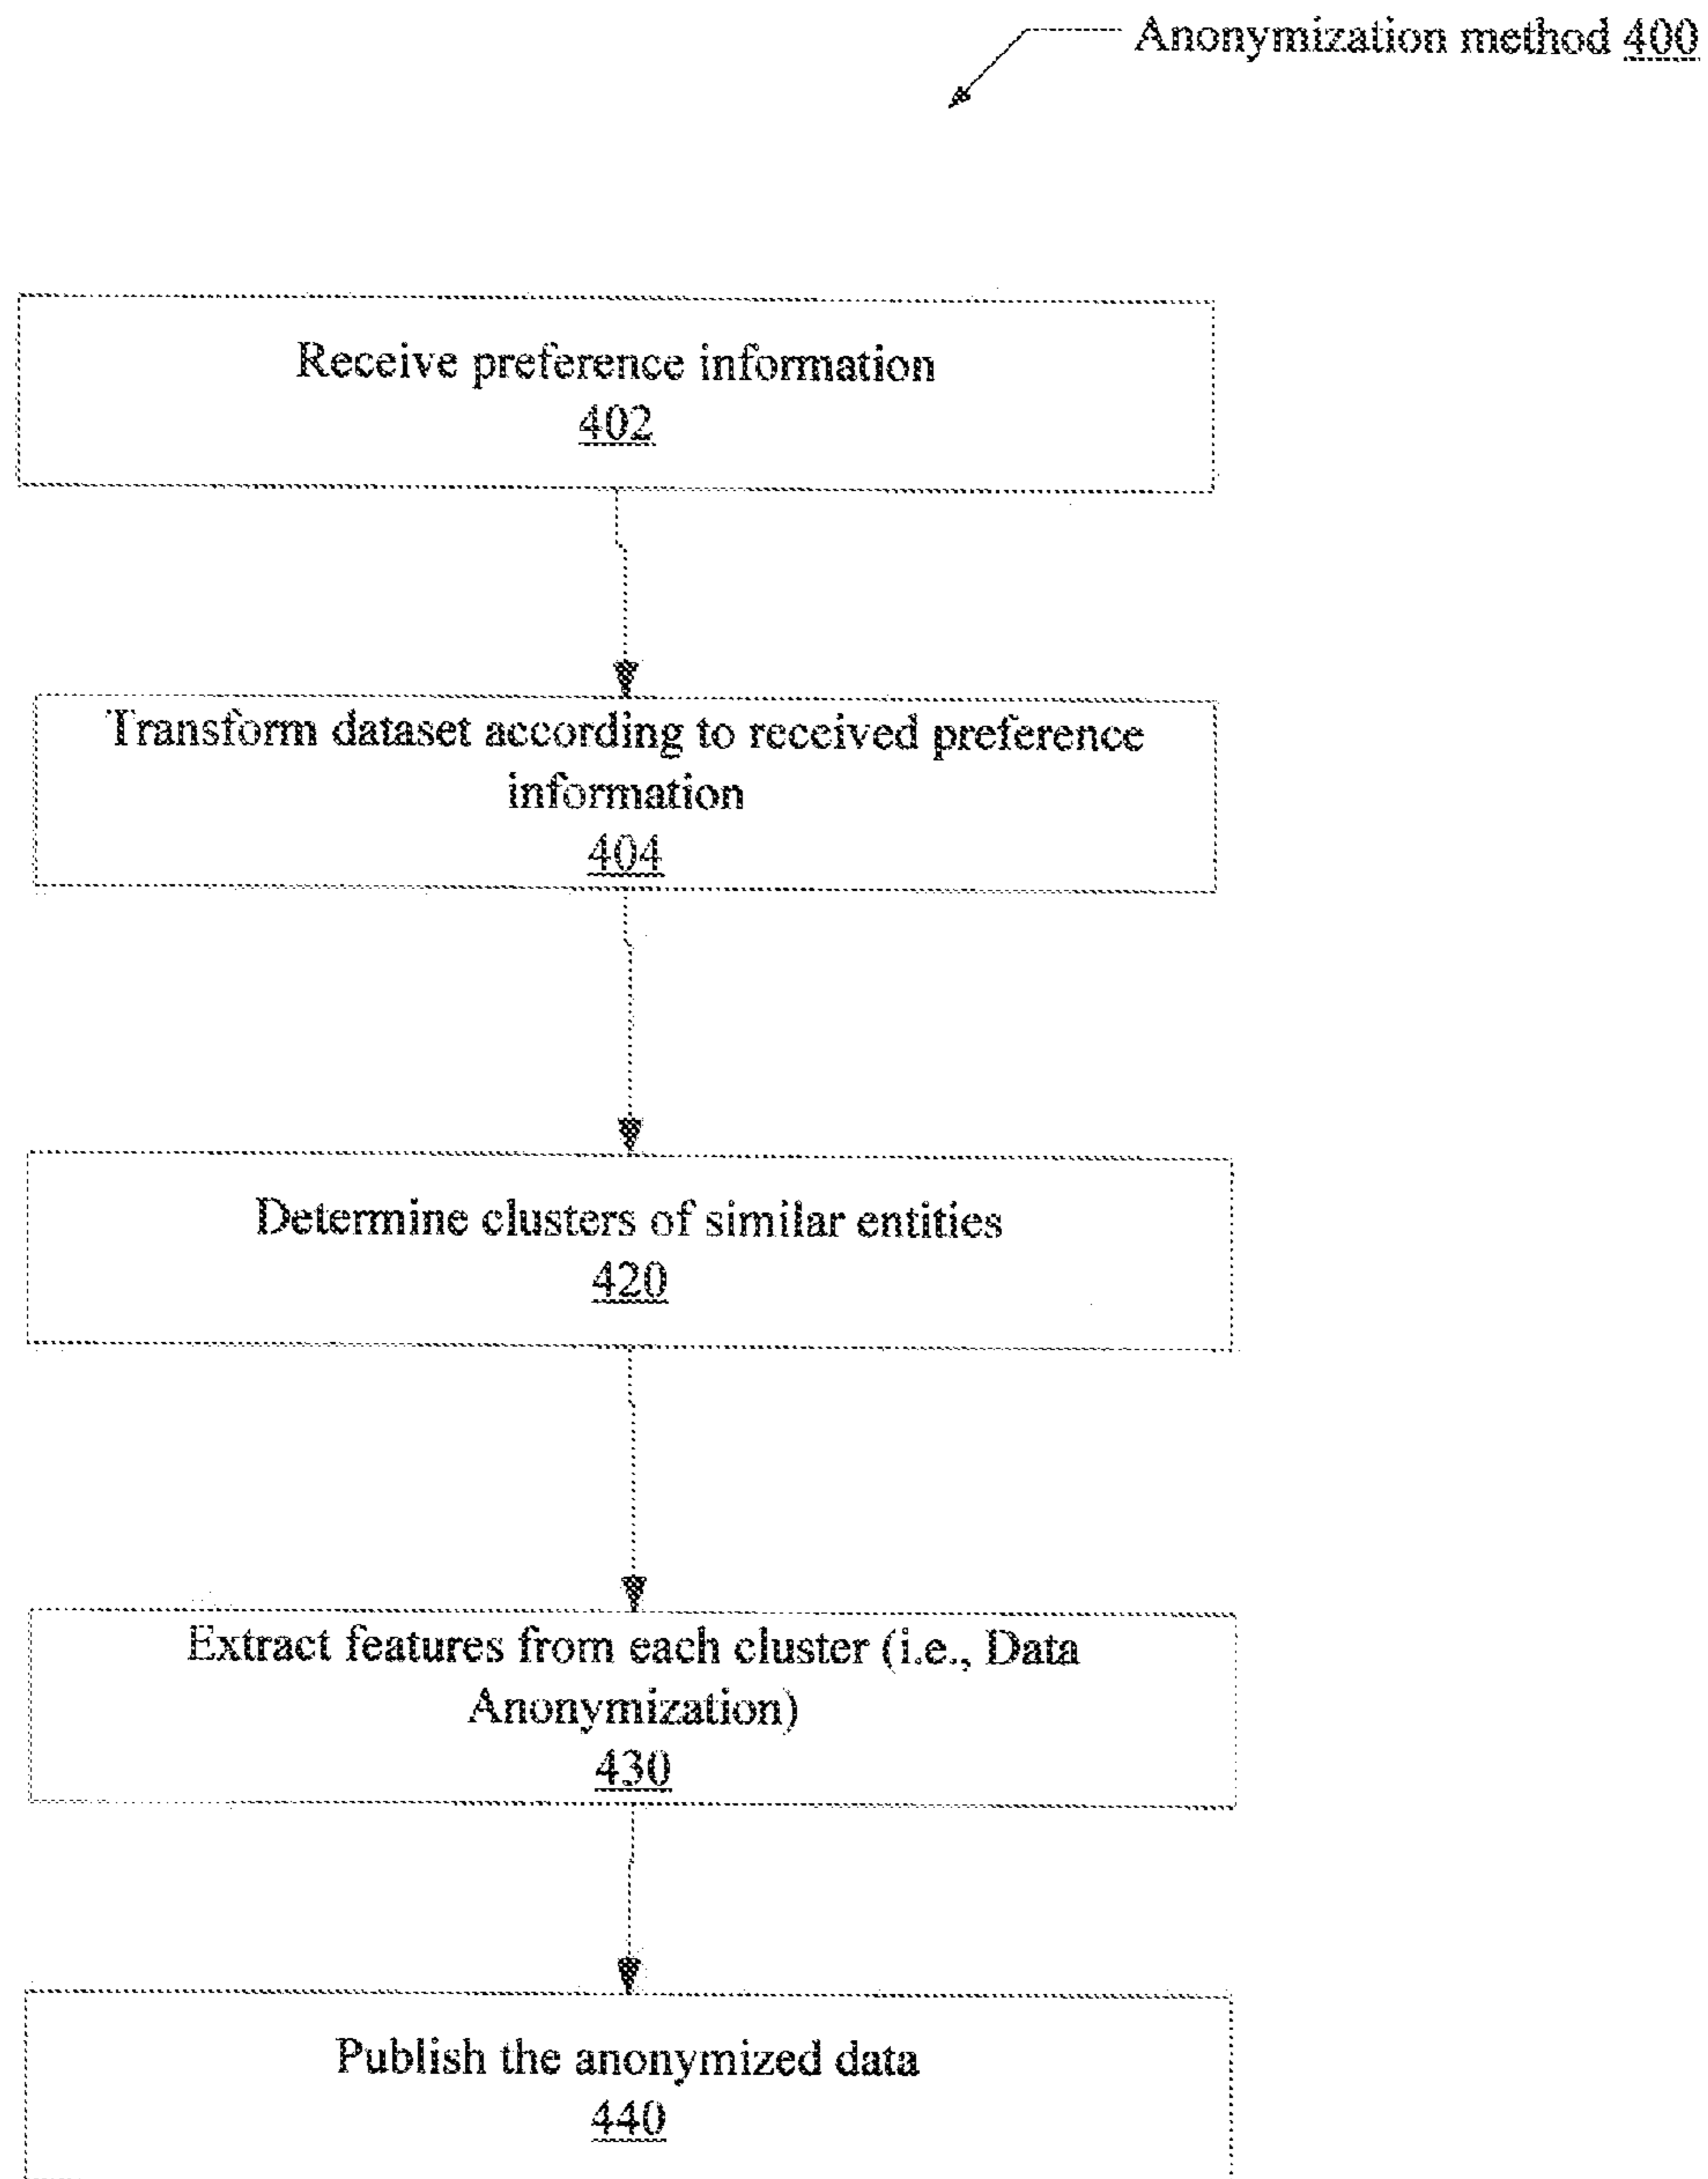 Anonymization method 400
Receive preference information
402
Transform dataset according to received preference
information
404
Determine clusters of similar entities
420
Extract features from each cluster (i.e., Data
Anonymization)
430
Publish the anonymized data
440